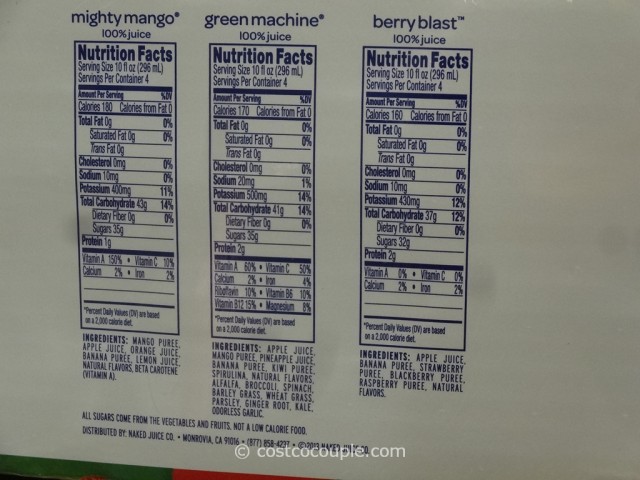 mighty mango®
100% juice
Nutrition Facts
Serving Size 10 fl oz (296 mL)
Servings Per Container 4
Amount Per Serving %DV
Calories 180 Calories from Fat 0
Total Fat 0g 0%
Saturated Fat 0g 0%
Trans Fat 0g
Cholesterol 0mg 0%
Sodium 10mg 0%
Potassium 400mg 11%
Total Carbohydrate 43g 14%
Dietary Fiber 0g 0%
Sugars 35g
Protein 1g
Vitamin A 150% • Vitamin C 10%
Calcium 2% • Iron 2%
*Percent Daily Values (DV) are based
on a 2,000 calorie diet.
INGREDIENTS: MANGO PUREE,
APPLE JUICE, ORANGE JUICE,
BANANA PUREE, LEMON JUICE,
NATURAL FLAVORS, BETA CAROTENE
(VITAMIN A).
green machine®
100% juice
Nutrition Facts
Serving Size 10 fl oz (296 mL)
Servings Per Container 4
Amount Per Serving %DV
Calories 170 Calories from Fat 0
Total Fat 0g 0%
Saturated Fat 0g 0%
Trans Fat 0g
Cholesterol 0mg 0%
Sodium 20mg 1%
Potassium 500mg 14%
Total Carbohydrate 41g 14%
Dietary Fiber 0g 0%
Sugars 35g
Protein 2g
Vitamin A 60% • Vitamin C 50%
Calcium 2% • Iron 4%
Riboflavin 10% • Vitamin B6 10%
Vitamin B12 15% • Magnesium 8%
*Percent Daily Values (DV) are based
on a 2,000 calorie diet.
INGREDIENTS: APPLE JUICE,
MANGO PUREE, PINEAPPLE JUICE,
BANANA PUREE, KIWI PUREE,
SPIRULINA, NATURAL FLAVORS,
ALFALFA, BROCCOLI, SPINACH,
BARLEY GRASS, WHEAT GRASS,
PARSLEY, GINGER ROOT, KALE,
ODORLESS GARLIC.
berry blast™
100% juice
Nutrition Facts
Serving Size 10 fl oz (296 mL)
Servings Per Container 4
Amount Per Serving %DV
Calories 160 Calories from Fat 0
Total Fat 0g 0%
Saturated Fat 0g 0%
Trans Fat 0g
Cholesterol 0mg 0%
Sodium 10mg 0%
Potassium 430mg 12%
Total Carbohydrate 37g 12%
Dietary Fiber 0g 0%
Sugars 32g
Protein 2g
Vitamin A 0% • Vitamin C 0%
Calcium 2% • Iron 2%
*Percent Daily Values (DV) are based
on a 2,000 calorie diet.
INGREDIENTS: APPLE JUICE,
BANANA PUREE, STRAWBERRY
PUREE, BLACKBERRY PUREE,
RASPBERRY PUREE, NATURAL
FLAVORS.
ALL SUGARS COME FROM THE VEGETABLES AND FRUITS. NOT A LOW CALORIE FOOD.
DISTRIBUTED BY: NAKED JUICE CO. • MONROVIA, CA 91016 • (877) 858-4237 • ©2013 NAKED JUICE CO.
© costcocouple.com